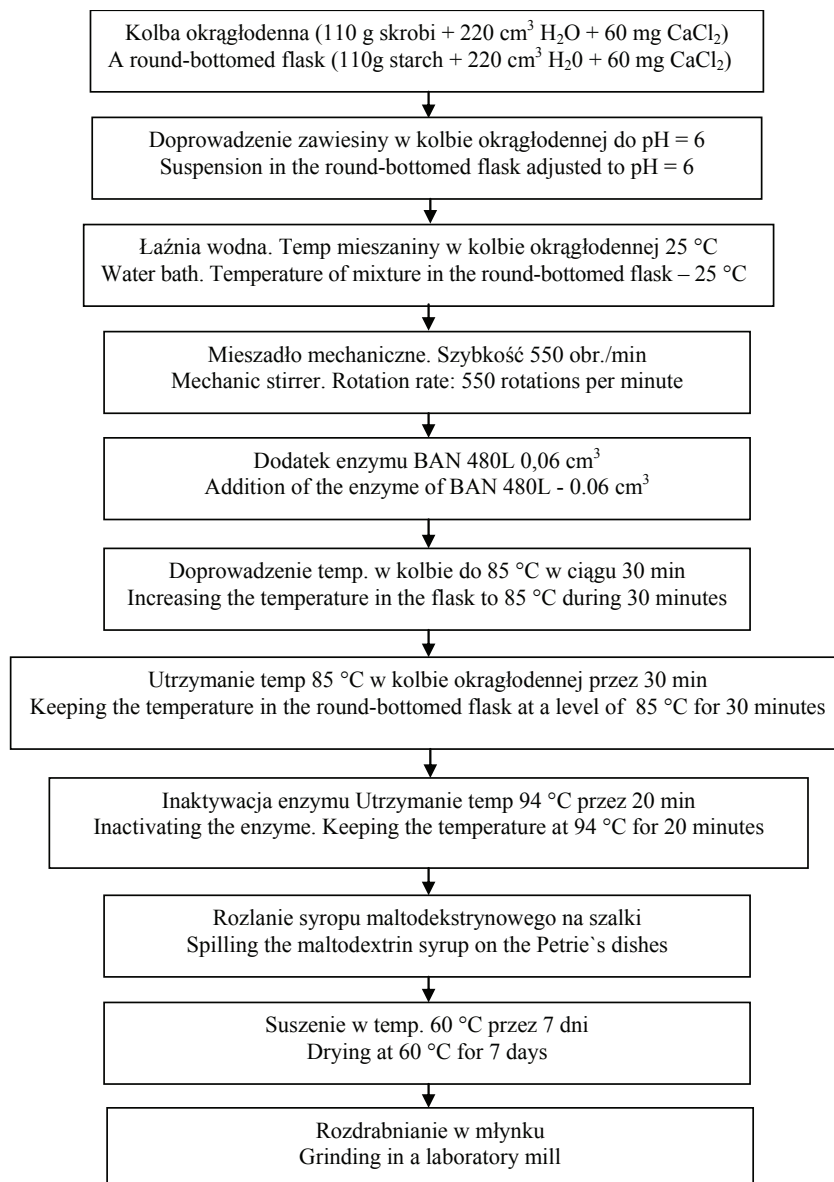 Kolba okrągłodenna (110 g skrobi + 220 cm³ H₂O + 60 mg CaCl₂)
A round-bottomed flask (110g starch + 220 cm³ H₂0 + 60 mg CaCl₂)
Doprowadzenie zawiesiny w kolbie okrągłodennej do pH = 6
Suspension in the round-bottomed flask adjusted to pH = 6
Łaźnia wodna. Temp mieszaniny w kolbie okrągłodennej 25 °C
Water bath. Temperature of mixture in the round-bottomed flask – 25 °C
Mieszadło mechaniczne. Szybkość 550 obr./min
Mechanic stirrer. Rotation rate: 550 rotations per minute
Dodatek enzymu BAN 480L 0,06 cm³
Addition of the enzyme of BAN 480L - 0.06 cm³
Doprowadzenie temp. w kolbie do 85 °C w ciągu 30 min
Increasing the temperature in the flask to 85 °C during 30 minutes
Utrzymanie temp 85 °C w kolbie okrągłodennej przez 30 min
Keeping the temperature in the round-bottomed flask at a level of 85 °C for 30 minutes
Inaktywacja enzymu Utrzymanie temp 94 °C przez 20 min
Inactivating the enzyme. Keeping the temperature at 94 °C for 20 minutes
Rozlanie syropu maltodekstrynowego na szalki
Spilling the maltodextrin syrup on the Petrie`s dishes
Suszenie w temp. 60 °C przez 7 dni
Drying at 60 °C for 7 days
Rozdrabnianie w młynku
Grinding in a laboratory mill